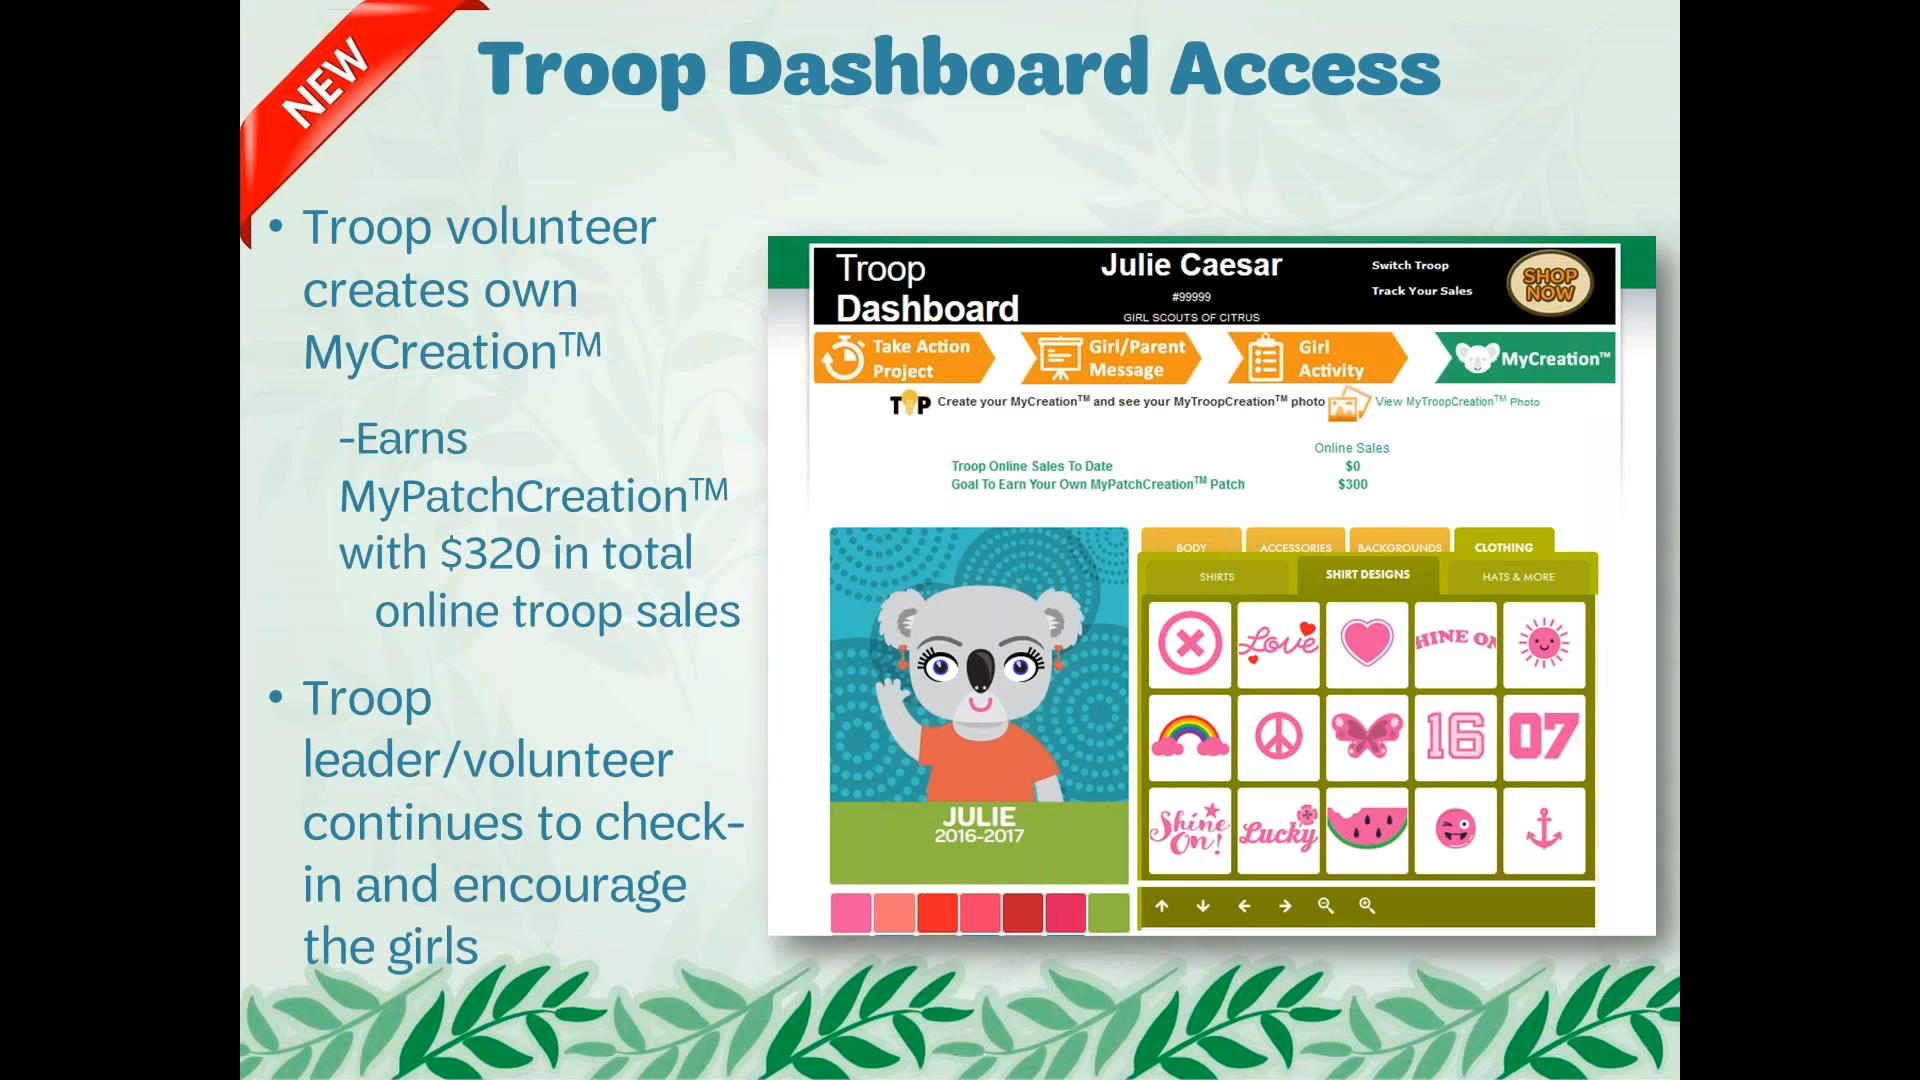 NEW
Troop Dashboard Access
• Troop volunteer
creates own
MyCreation™
-Earns
MyPatchCreation™
with $320 in total
online troop sales
• Troop
leader/volunteer
continues to check-
in and encourage
the girls
Troop
Dashboard
Julie Caesar
#99999
GIRL SCOUTS OF CITRUS
Switch Troop
Track Your Sales
SHOP
NOW
Take Action
Project
Girl/Parent
Message
Girl
Activity
MyCreation™
TIP Create your MyCreation™ and see your MyTroopCreation™ photo View MyTroopCreation™ Photo
Online Sales
Troop Online Sales To Date $0
Goal To Earn Your Own MyPatchCreation™ Patch $300
JULIE
2016-2017
BODY ACCESSORIES BACKGROUNDS CLOTHING
SHIRTS SHIRT DESIGNS HATS & MORE
Love
HINE ON
16 07
Shine
On!
Lucky